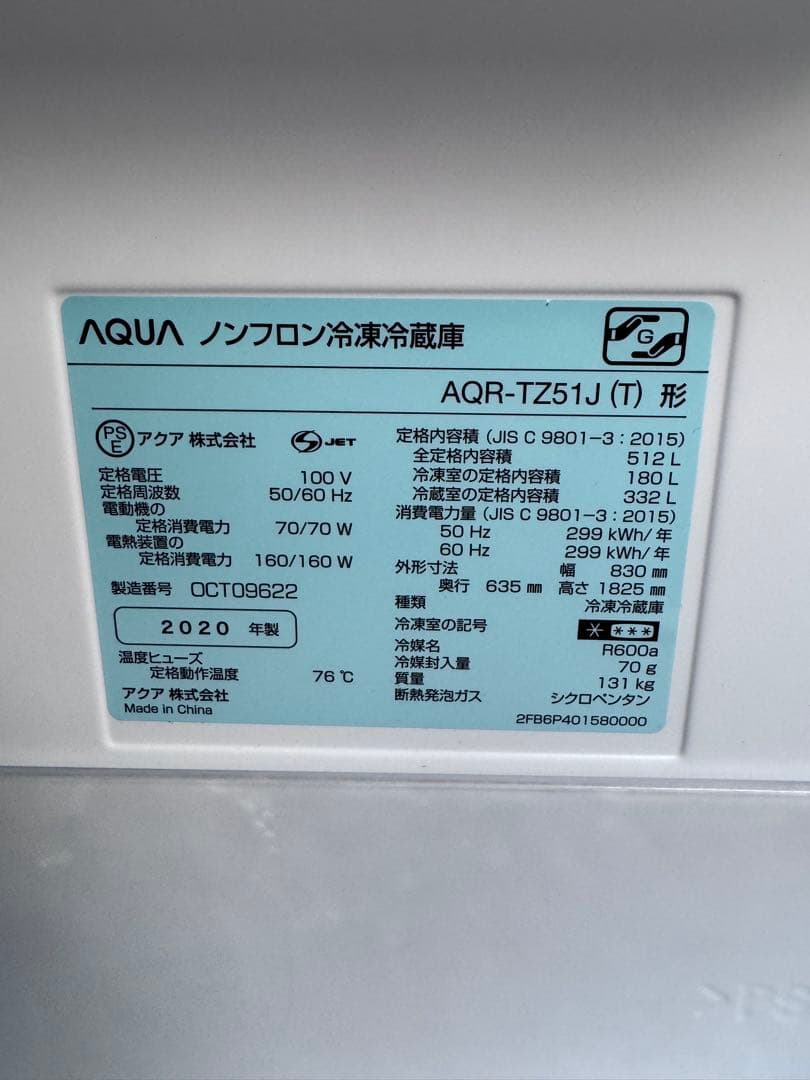 AQUA ノンフロン冷凍冷蔵庫
G
AQR-TZ51J (T) 形
PSE アクア 株式会社 S JET
定格電圧 100 V
定格周波数 50/60 Hz
電動機の
定格消費電力 70/70 W
電熱装置の
定格消費電力 160/160 W
製造番号 OCT09622
2020 年製
温度ヒューズ
定格動作温度 76 ℃
アクア 株式会社
Made in China
定格内容積 (JIS C 9801-3:2015)
全定格内容積 512 L
冷凍室の定格内容積 180 L
冷蔵室の定格内容積 332 L
消費電力量 (JIS C 9801-3:2015)
50 Hz 299 kWh/年
60 Hz 299 kWh/年
外形寸法 幅 830 ㎜
奥行 635 ㎜ 高さ 1825 ㎜
種類 冷凍冷蔵庫
冷凍室の記号 * ***
冷媒名 R600a
冷媒封入量 70 g
質量 131 kg
断熱発泡ガス シクロペンタン
2FB6P401580000